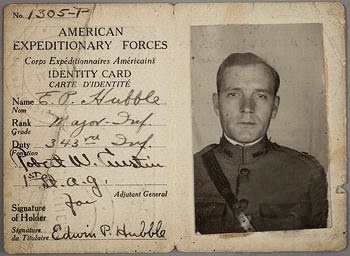 No. 1305-P
AMERICAN
EXPEDITIONARY FORCES
Corps Expéditionnaires Américains
IDENTITY CARD
CARTE D'IDENTITÉ
Name E. P. Hubble
Nom
Rank Major-Inf.
Grade
Duty 343rd Inf.
Fonction
Robert W. Austin
1st Lt. a.g.
Adjutant General
for
Signature
of Holder
Signature
du Titulaire Edwin P. Hubble